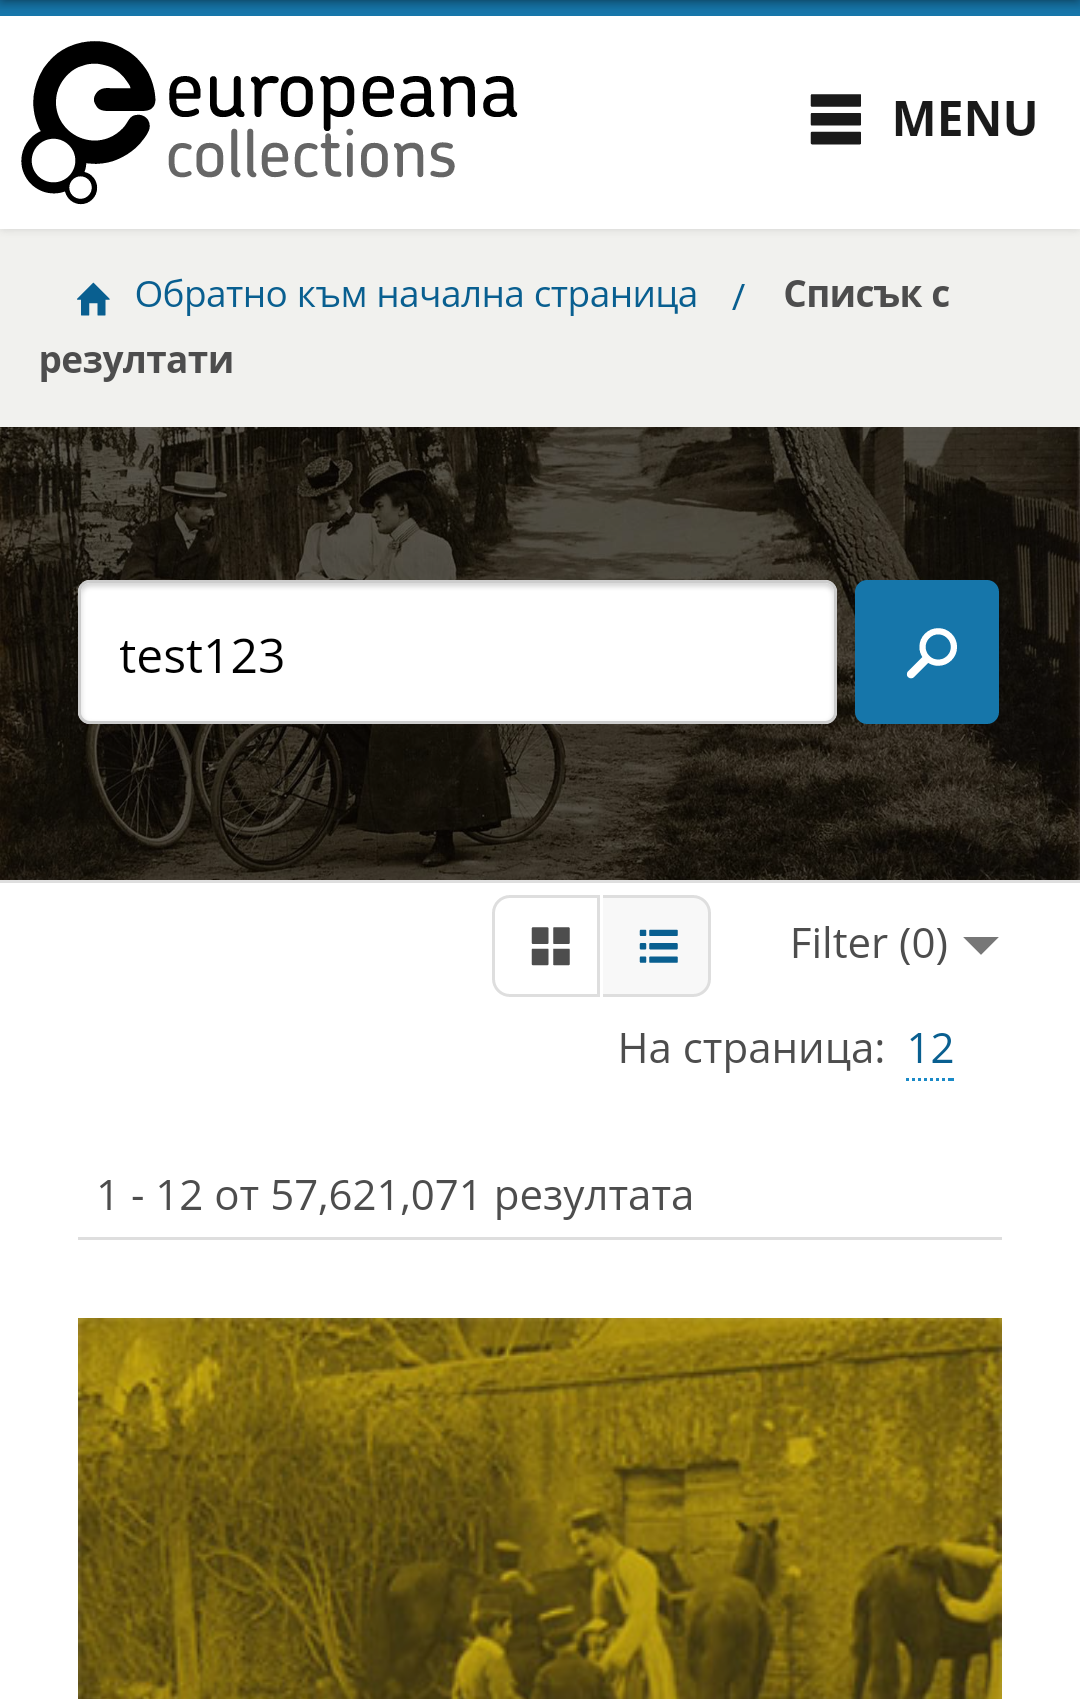 europeana
collections
MENU
Обратно към начална страница / Списък с
резултати
test123
Filter (0)
На страница: 12
1 - 12 от 57,621,071 резултата